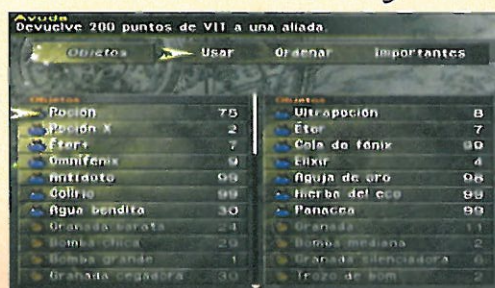 Ayuda
Devuelve 200 puntos de VIT a una aliada.
Objetos Usar Ordenar Importantes
Objetos Objetos
Poción 75 Ultrapoción 8
Poción X 2 Éter 7
Éter+ 7 Cola de fénix 99
Omnifénix 9 Elixir 4
Antídoto 99 Aguja de oro 98
Colirio 99 Hierba del eco 99
Agua bendita 30 Panacea 99
Granada barata 24 Granada 11
Bomba chica 29 Bomba mediana 2
Bomba grande 1 Granada silenciadora 6
Granada cegadora 30 Trozo de bom 2